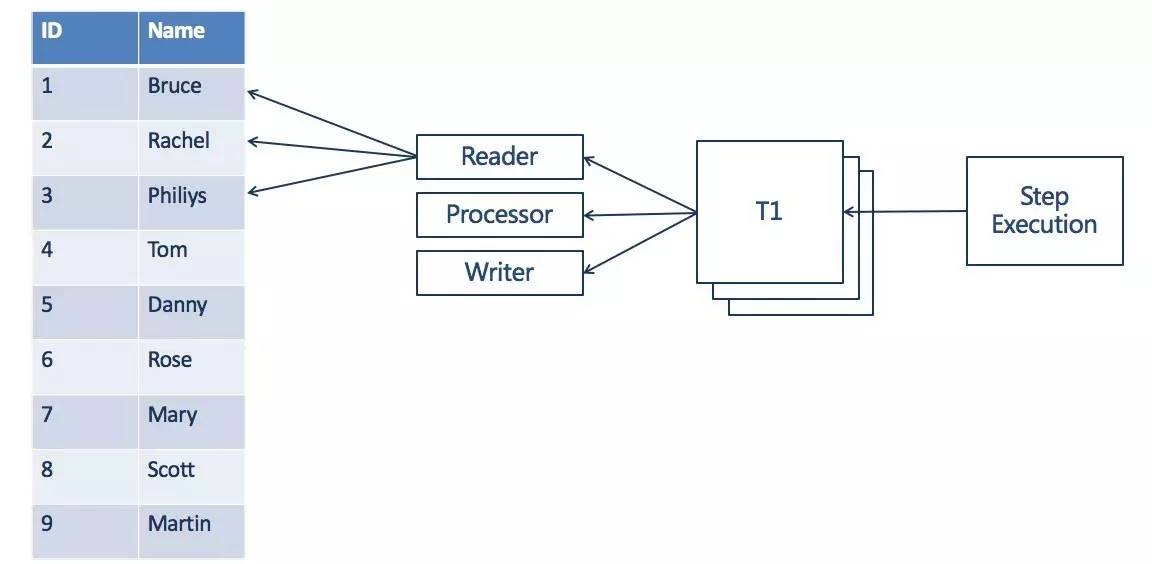 ID Name
1 Bruce
2 Rachel
3 Philiys
4 Tom
5 Danny
6 Rose
7 Mary
8 Scott
9 Martin
Reader
Processor
Writer
T1
Step
Execution